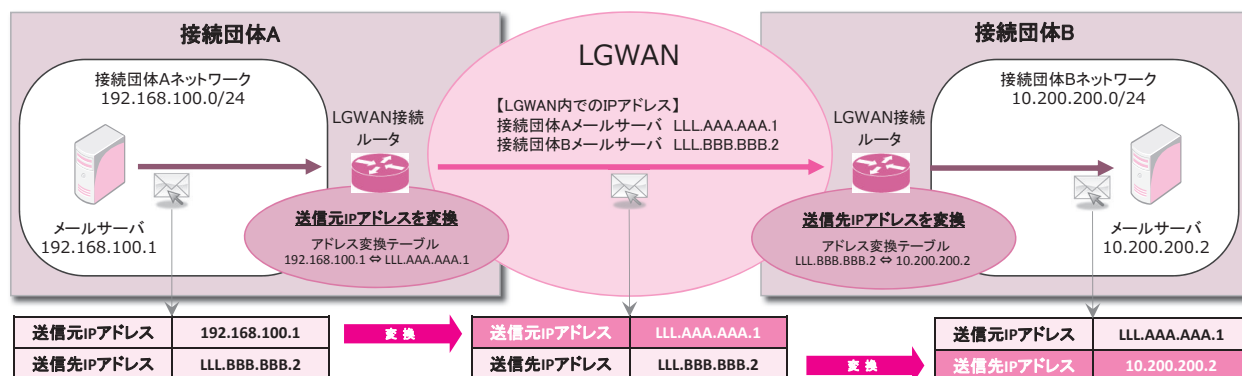 接続団体A
接続団体Aネットワーク
192.168.100.0/24
メールサーバ
192.168.100.1
LGWAN接続
ルータ
送信元IPアドレスを変換
アドレス変換テーブル
192.168.100.1 ⇔ LLL.AAA.AAA.1
LGWAN
【LGWAN内でのIPアドレス】
接続団体Aメールサーバ LLL.AAA.AAA.1
接続団体Bメールサーバ LLL.BBB.BBB.2
接続団体B
接続団体Bネットワーク
10.200.200.0/24
LGWAN接続
ルータ
送信先IPアドレスを変換
アドレス変換テーブル
LLL.BBB.BBB.2 ⇔ 10.200.200.2
メールサーバ
10.200.200.2
送信元IPアドレス 192.168.100.1
送信先IPアドレス LLL.BBB.BBB.2
変換
送信元IPアドレス LLL.AAA.AAA.1
送信先IPアドレス LLL.BBB.BBB.2
変換
送信元IPアドレス LLL.AAA.AAA.1
送信先IPアドレス 10.200.200.2